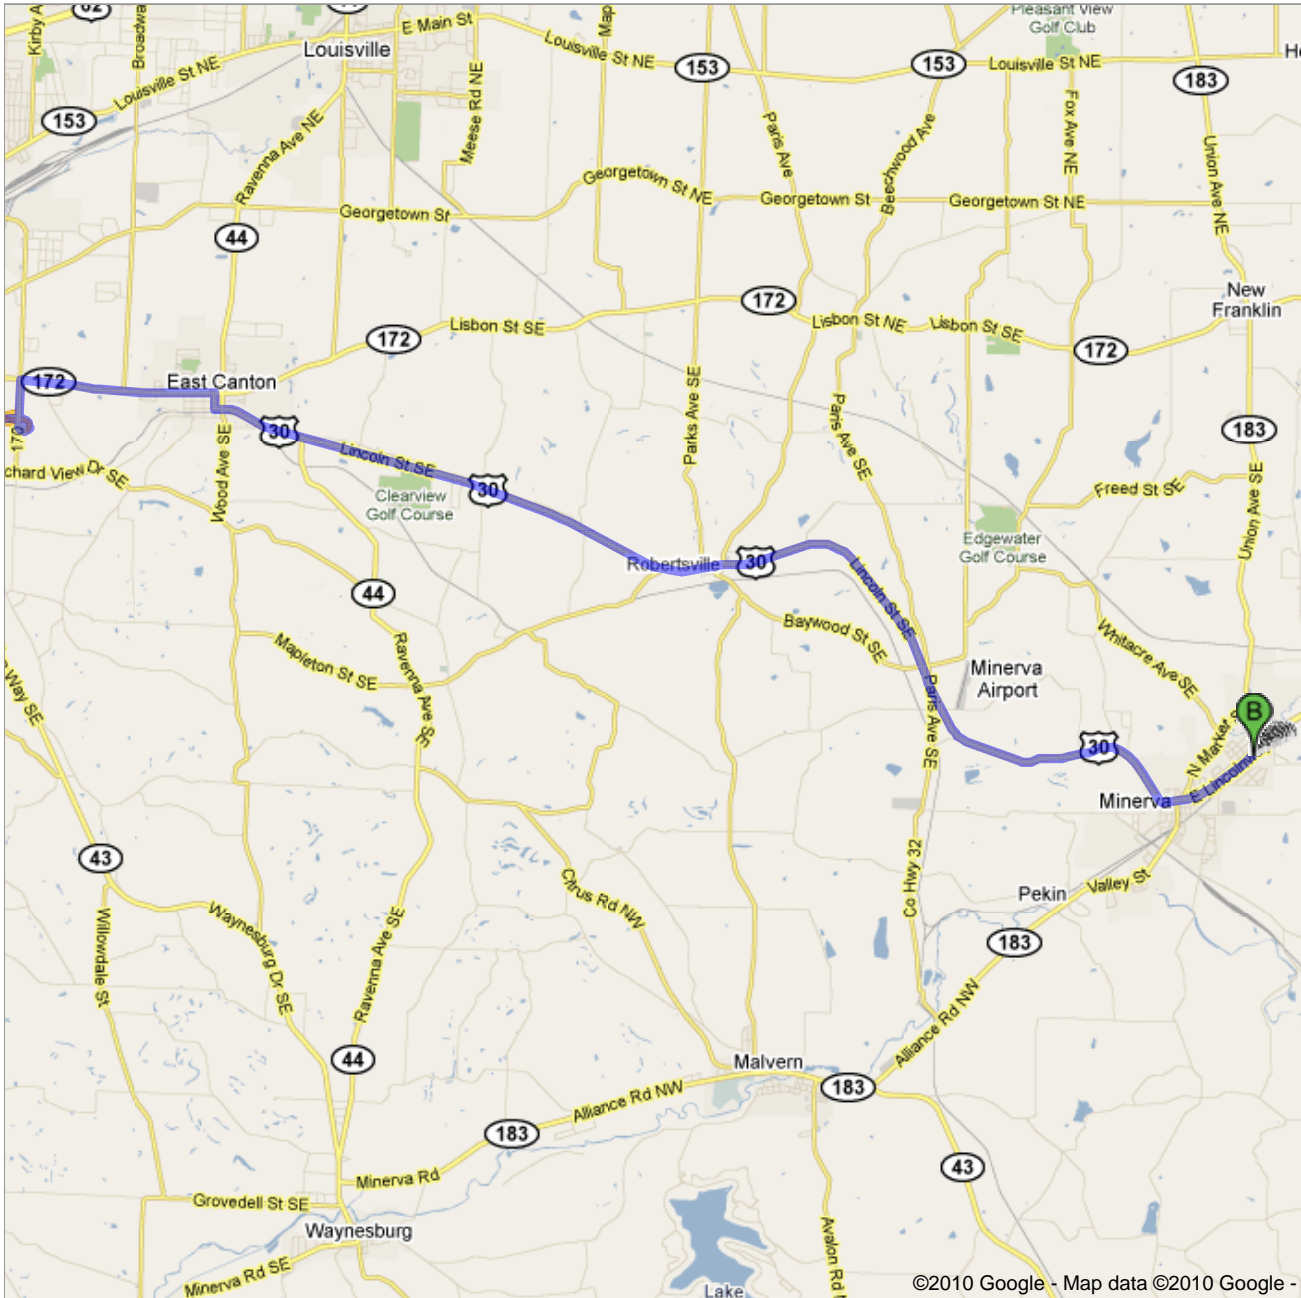 62
Kirby A
Broadwa
E Main St
Map
Pleasant View
Golf Club
Louisville
Louisville St NE
153
153
Louisville St NE
183
Louisville St NE
153
Ravenna Ave NE
Meese Rd NE
Paris Ave
Beechwood Ave
Fox Ave NE
Union Ave NE
Georgetown St NE
Georgetown St
Georgetown St
Georgetown St NE
44
New
Franklin
172
172
Lisbon St SE
Lisbon St NE
Lisbon St SE
172
172
East Canton
Parks Ave SE
Paris Ave SE
183
30
170
Lincoln St SE
chard View Dr SE
Wood Ave SE
Clearview
Golf Course
30
Freed St SE
Union Ave SE
Edgewater
Golf Course
Robertsville
30
Lincoln St SE
44
Baywood St SE
Whitacre Ave SE
Mapleton St SE
Ravenna Ave SE
Minerva
Airport
Way SE
Paris Ave SE
B
N Market
30
E Lincoln
Minerva
43
Co Hwy 32
Citrus Rd NW
Pekin
Valley St
Willowdale St
Waynesburg Dr SE
Ravenna Ave SE
183
Alliance Rd NW
44
Malvern
183
Alliance Rd NW
183
43
Minerva Rd
Grovedell St SE
Waynesburg
Avalon Rd N
Minerva Rd SE
Lake
©2010 Google - Map data ©2010 Google -